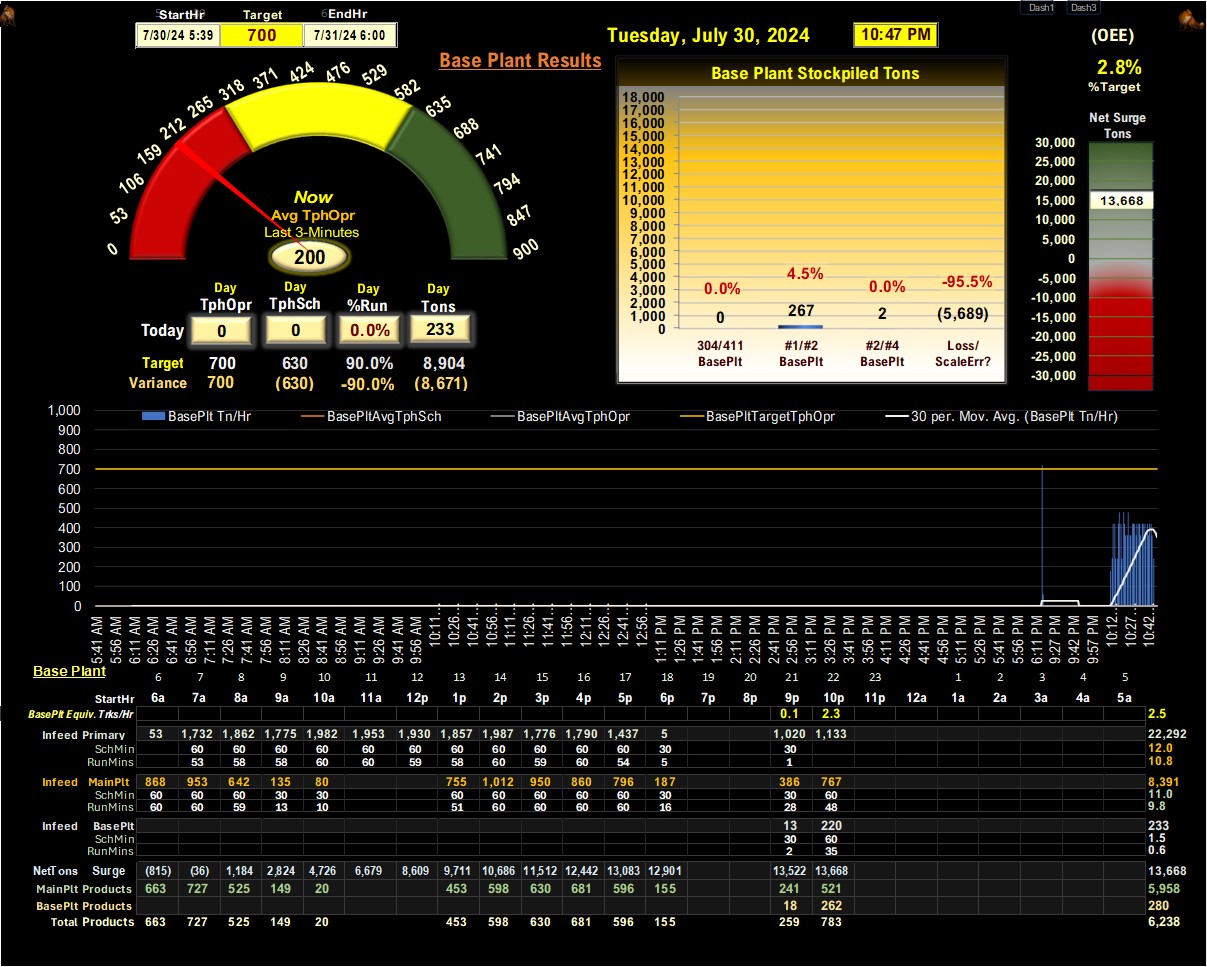 StartHr Target EndHr
7/30/24 5:39 700 7/31/24 6:00
Tuesday, July 30, 2024 10:47 PM
Dash1 Dash3
(OEE)
2.8%
%Target
Base Plant Results
0 53 106 159 212 265 318 371 424 476 529 582 635 688 741 794 847 900
Now
Avg TphOpr
Last 3-Minutes
200
Day Day Day Day
TphOpr TphSch %Run Tons
Today 0 0 0.0% 233
Target 700 630 90.0% 8,904
Variance 700 (630) -90.0% (8,671)
Base Plant Stockpiled Tons
18,000
17,000
16,000
15,000
14,000
13,000
12,000
11,000
10,000
9,000
8,000
7,000
6,000
5,000
4,000
3,000
2,000
1,000
0
0.0% 4.5% 0.0% -95.5%
0 267 2 (5,689)
304/411 #1/#2 #2/#4 Loss/
BasePlt BasePlt BasePlt ScaleErr?
Net Surge
Tons
30,000
25,000
20,000
15,000
10,000
5,000
0
-5,000
-10,000
-15,000
-20,000
-25,000
-30,000
13,668
BasePlt Tn/Hr BasePltAvgTphSch BasePltAvgTphOpr BasePltTargetTphOpr 30 per. Mov. Avg. (BasePlt Tn/Hr)
1,000
900
800
700
600
500
400
300
200
100
0
5:41 AM 5:56 AM 6:11 AM 6:26 AM 6:41 AM 6:56 AM 7:11 AM 7:26 AM 7:41 AM 7:56 AM 8:11 AM 8:26 AM 8:41 AM 8:56 AM 9:11 AM 9:26 AM 9:41 AM 9:56 AM 10:11... 10:26... 10:41... 10:56... 11:11... 11:26... 11:41... 11:56... 12:11... 12:26... 12:41... 12:56... 1:11 PM 1:26 PM 1:41 PM 1:56 PM 2:11 PM 2:26 PM 2:41 PM 2:56 PM 3:11 PM 3:26 PM 3:41 PM 3:56 PM 4:11 PM 4:26 PM 4:41 PM 4:56 PM 5:11 PM 5:26 PM 5:41 PM 5:58 PM 6:11 PM 9:27 PM 9:42 PM 9:57 PM 10:12... 10:27... 10:42...
Base Plant
6 7 8 9 10 11 12 13 14 15 16 17 18 19 20 21 22 23 1 2 3 4 5
StartHr 6a 7a 8a 9a 10a 11a 12p 1p 2p 3p 4p 5p 6p 7p 8p 9p 10p 11p 12a 1a 2a 3a 4a 5a
BasePlt Equiv. Trks/Hr 0.1 2.3 2.5
Infeed Primary 53 1,732 1,862 1,775 1,982 1,953 1,930 1,857 1,987 1,776 1,790 1,437 5 1,020 1,133 22,292
SchMin 60 60 60 60 60 60 60 60 60 60 60 30 30 12.0
RunMins 53 58 58 60 60 59 58 60 59 60 54 5 1 10.8
Infeed MainPlt 868 953 642 135 80 755 1,012 950 860 796 187 386 767 8,391
SchMin 60 60 60 30 30 60 60 60 60 60 30 30 60 11.0
RunMins 60 60 59 13 10 51 60 60 60 60 16 28 48 9.8
Infeed BasePlt 13 220 233
SchMin 30 60 1.5
RunMins 2 35 0.6
NetTons Surge (815) (36) 1,184 2,824 4,726 6,679 8,609 9,711 10,686 11,512 12,442 13,083 12,901 13,522 13,668 13,668
MainPlt Products 663 727 525 149 20 453 598 630 681 596 155 241 521 5,958
BasePlt Products 18 262 280
Total Products 663 727 525 149 20 453 598 630 681 596 155 259 783 6,238